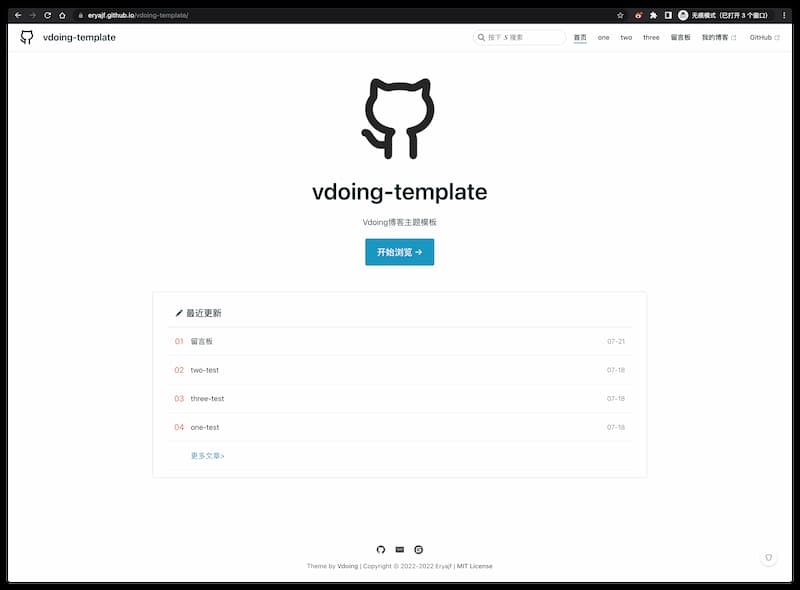 eryajf.github.io/vdoing-template/
无痕模式（已打开 3 个窗口）
vdoing-template
按下 S 搜索
首页 one two three 留言板 我的博客 GitHub
vdoing-template
Vdoing博客主题模板
开始浏览 →
最近更新
01 留言板 07-21
02 two-test 07-18
03 three-test 07-18
04 one-test 07-18
更多文章>
Theme by Vdoing | Copyright © 2022-2022 Eryajf | MIT License